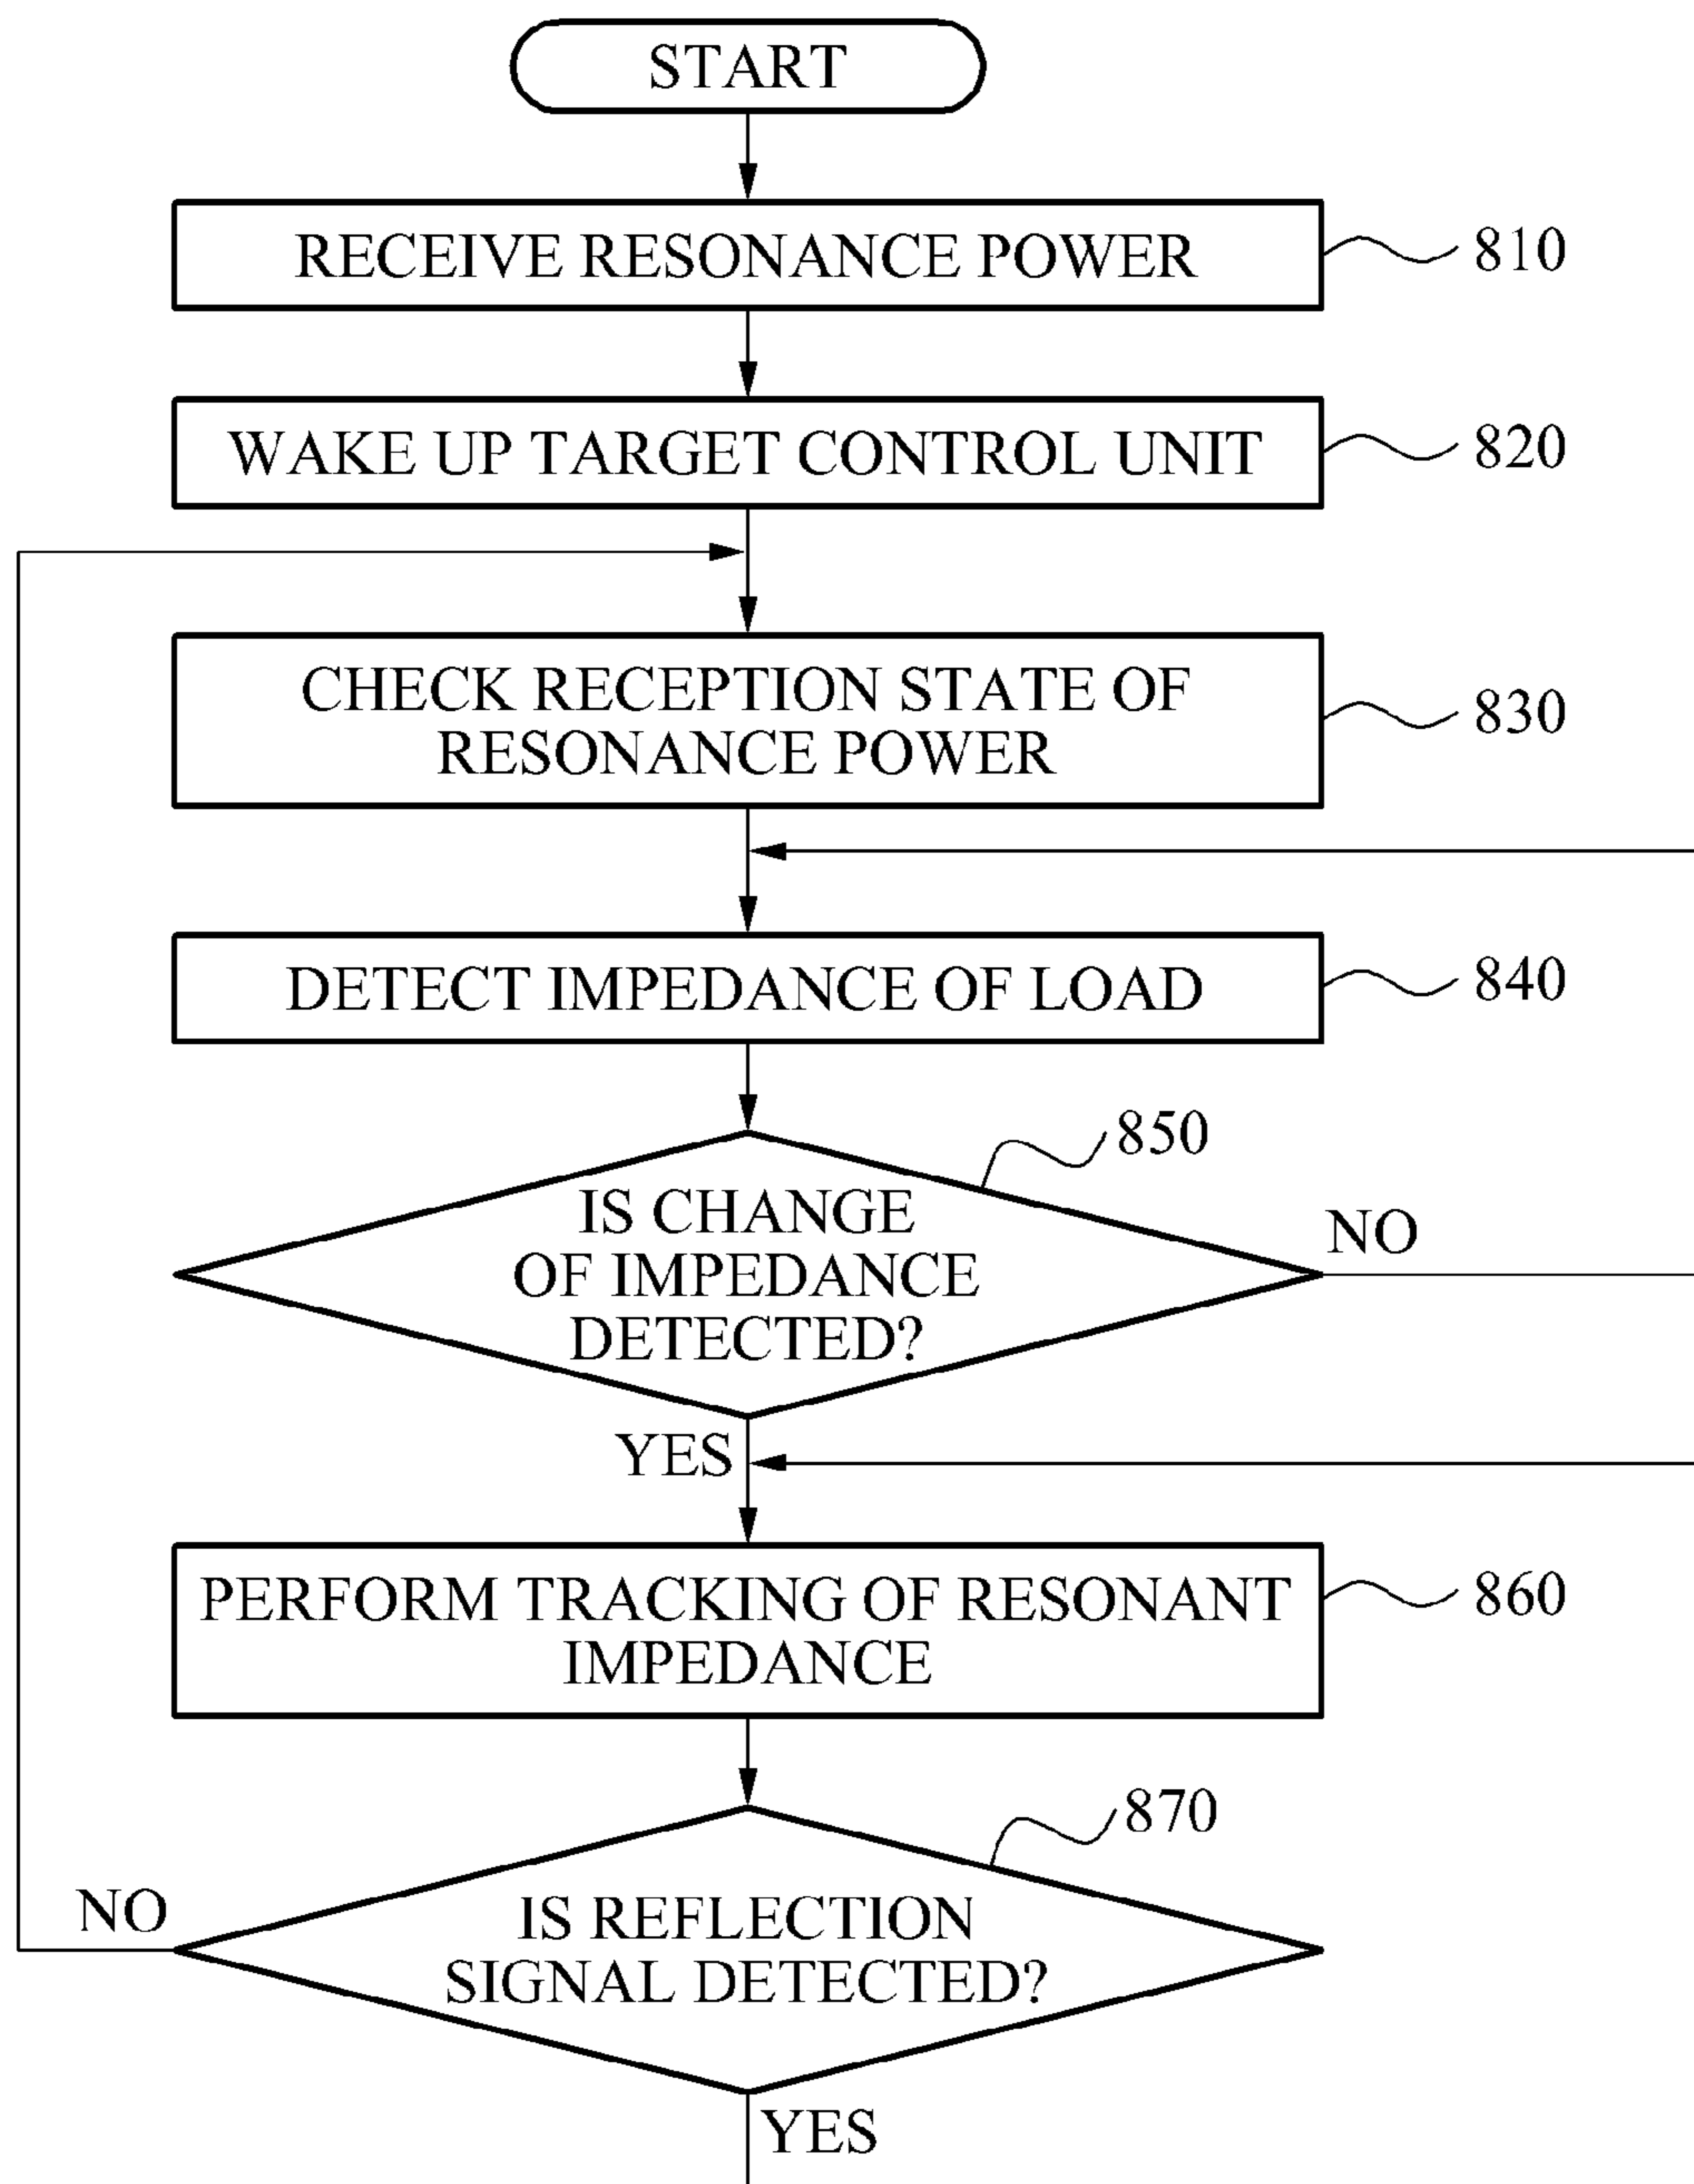 START
RECEIVE RESONANCE POWER
810
WAKE UP TARGET CONTROL UNIT
820
CHECK RECEPTION STATE OF
RESONANCE POWER
830
DETECT IMPEDANCE OF LOAD
840
850
IS CHANGE
OF IMPEDANCE
DETECTED?
NO
YES
PERFORM TRACKING OF RESONANT
IMPEDANCE
860
870
NO
IS REFLECTION
SIGNAL DETECTED?
YES